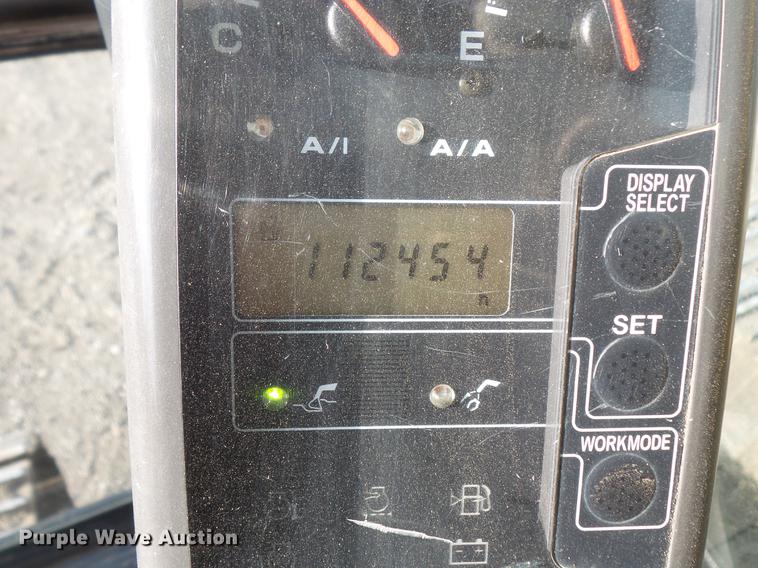 C
E
A/I A/A
DISPLAY
SELECT
112454
SET
WORKMODE
Purple Wave Auction